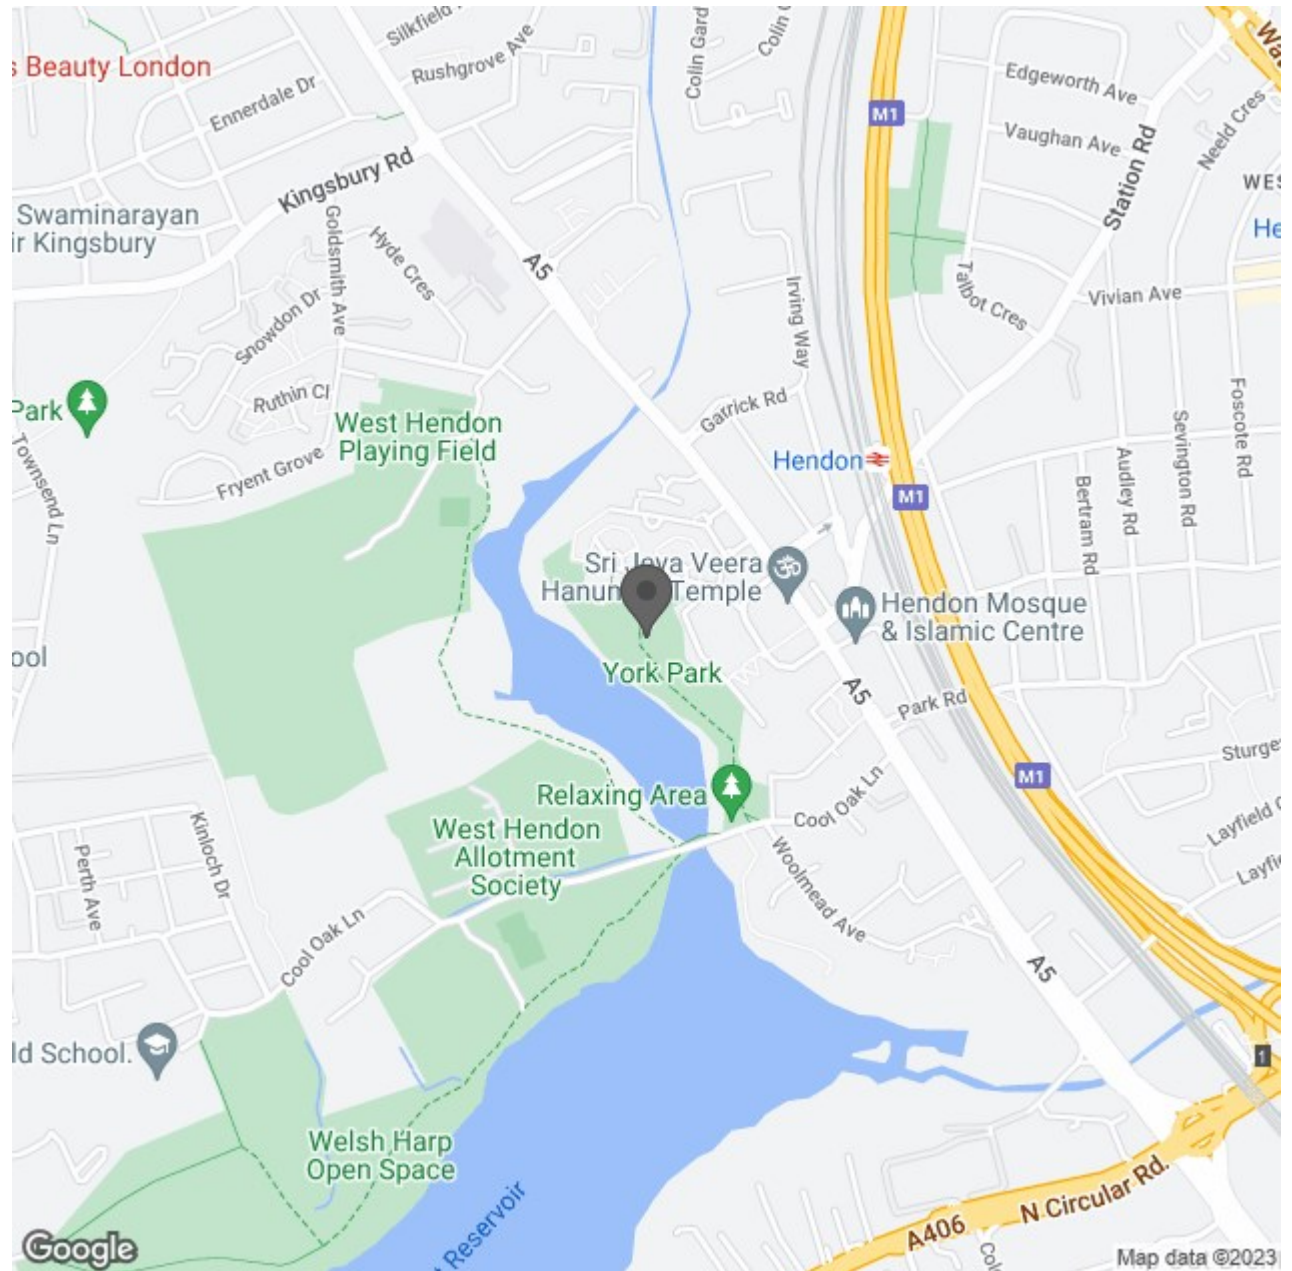 Silkfield
Rushgrove Ave
Colin Gard
Colin
s Beauty London
Ennerdale Dr
M1
Edgeworth Ave
Vaughan Ave
Station Rd
Neeld Cres
WES
He
Kingsbury Rd
Swaminarayan
ir Kingsbury
Goldsmith Ave
Hyde Cres
A5
Irving Way
Talbot Cres
Vivian Ave
Snowdon Dr
Ruthin Cl
Park
Townsend Ln
West Hendon
Playing Field
Fryent Grove
Garrick Rd
Hendon
M1
Foscote Rd
Sevington Rd
Audley Rd
Bertram Rd
Sri Veera
Temple
Hendon Mosque
& Islamic Centre
ool
York Park
A5
Park Rd
M1
Relaxing Area
Cool Oak Ln
West Hendon
Allotment
Society
Woolmead Ave
Layfield
Perth Ave
Kinloch Dr
Cool Oak Ln
A5
ld School.
1
Welsh Harp
Open Space
Reservoir
A406
N Circular Rd.
Google
Map data ©2023